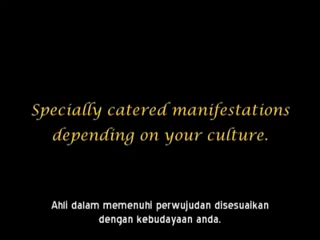 Specially catered manifestations
depending on your culture.
Ahli dalam memenuhi perwujudan disesuaikan
dengan kebudayaan anda.